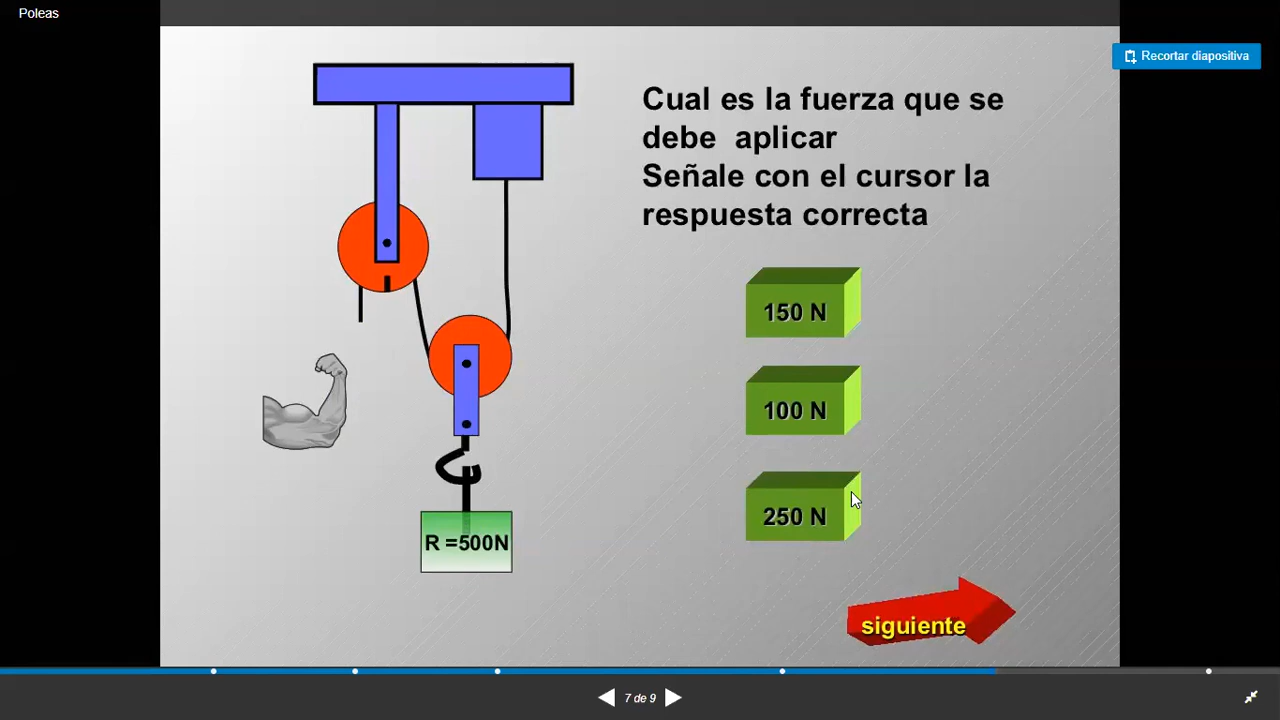 Poleas
Recortar diapositiva
Cual es la fuerza que se
debe aplicar
Señale con el cursor la
respuesta correcta
150 N
100 N
250 N
R =500N
siguiente
7 de 9